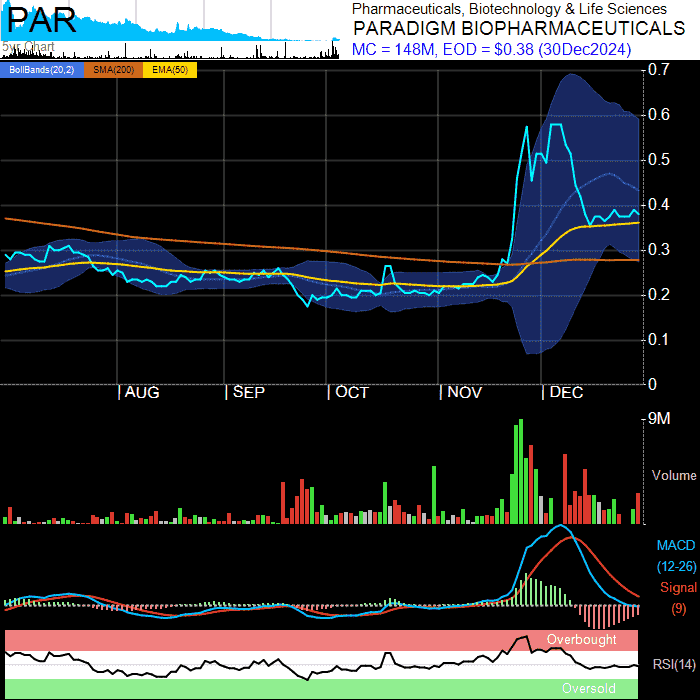 PAR
5yr Chart
Pharmaceuticals, Biotechnology & Life Sciences
PARADIGM BIOPHARMACEUTICALS
MC = 148M, EOD = $0.38 (30Dec2024)
BollBands(20,2) SMA(200) EMA(50)
0.7
0.6
0.5
0.4
0.3
0.2
0.1
0
AUG SEP OCT NOV DEC
9M
Volume
MACD
(12-26)
Signal
(9)
Overbought
RSI(14)
Oversold